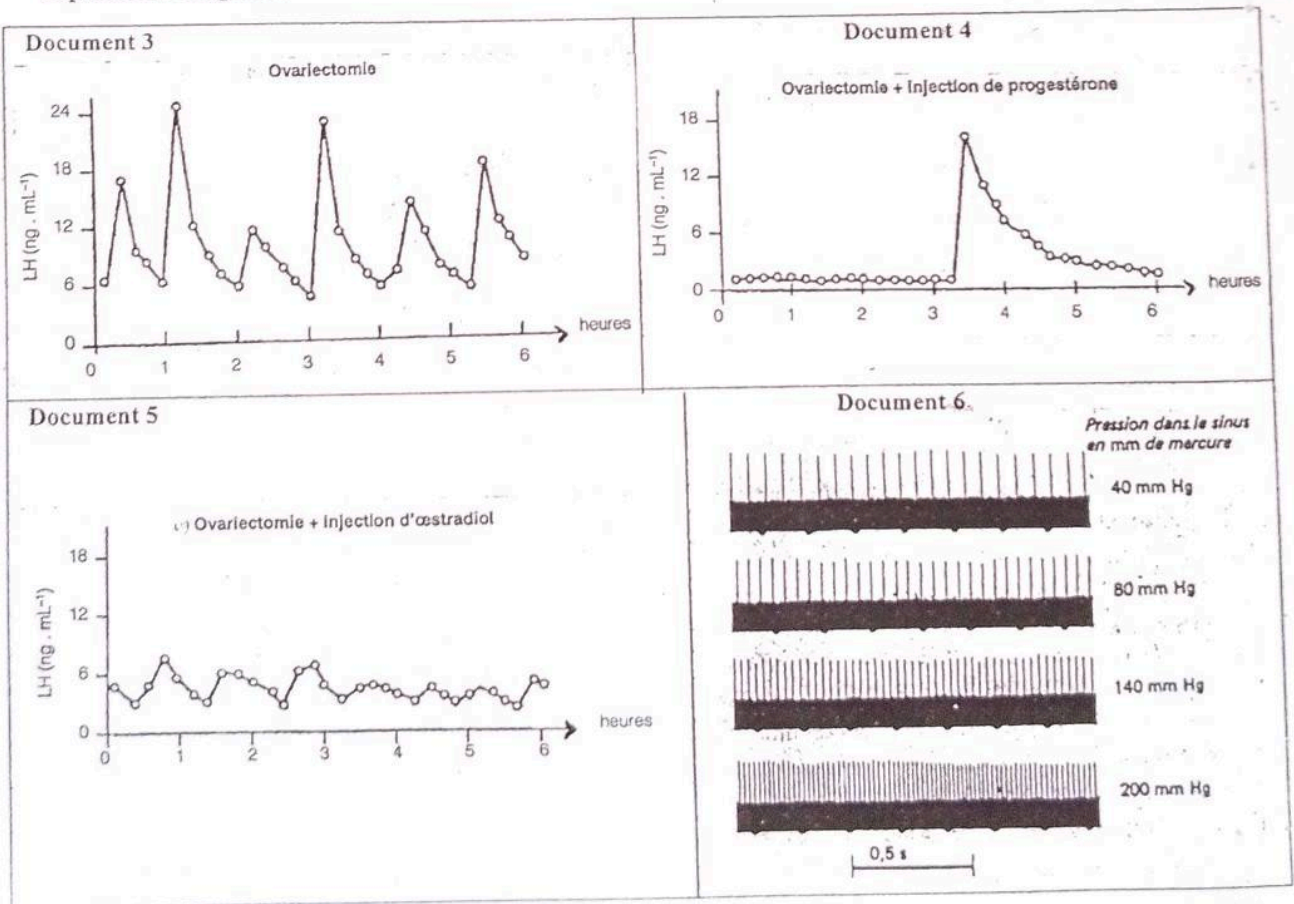 Document 3
Ovariectomie
LH (ng . mL⁻¹)
24
18
12
6
0
0 1 2 3 4 5 6
heures
Document 4
Ovariectomie + Injection de progestérone
LH (ng . mL⁻¹)
18
12
6
0
0 1 2 3 4 5 6
heures
Document 5
Ovariectomie + Injection d'œstradiol
LH (ng . mL⁻¹)
18
12
6
0
0 1 2 3 4 5 6
heures
Document 6
Pression dans le sinus
en mm de mercure
40 mm Hg
80 mm Hg
140 mm Hg
200 mm Hg
0,5 s